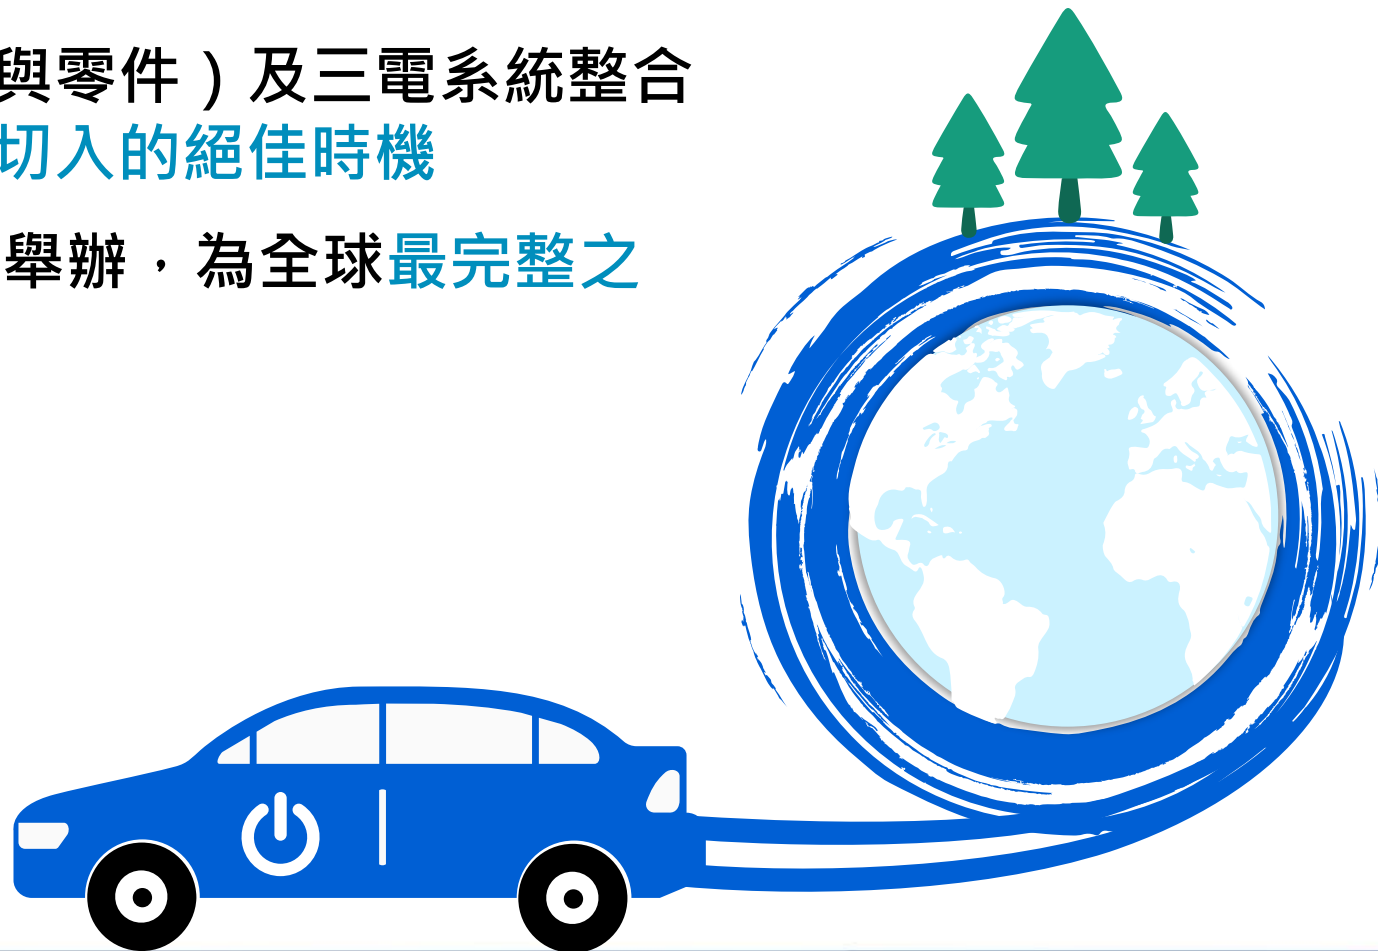 與零件）及三電系統整合
切入的絕佳時機
舉辦，為全球最完整之